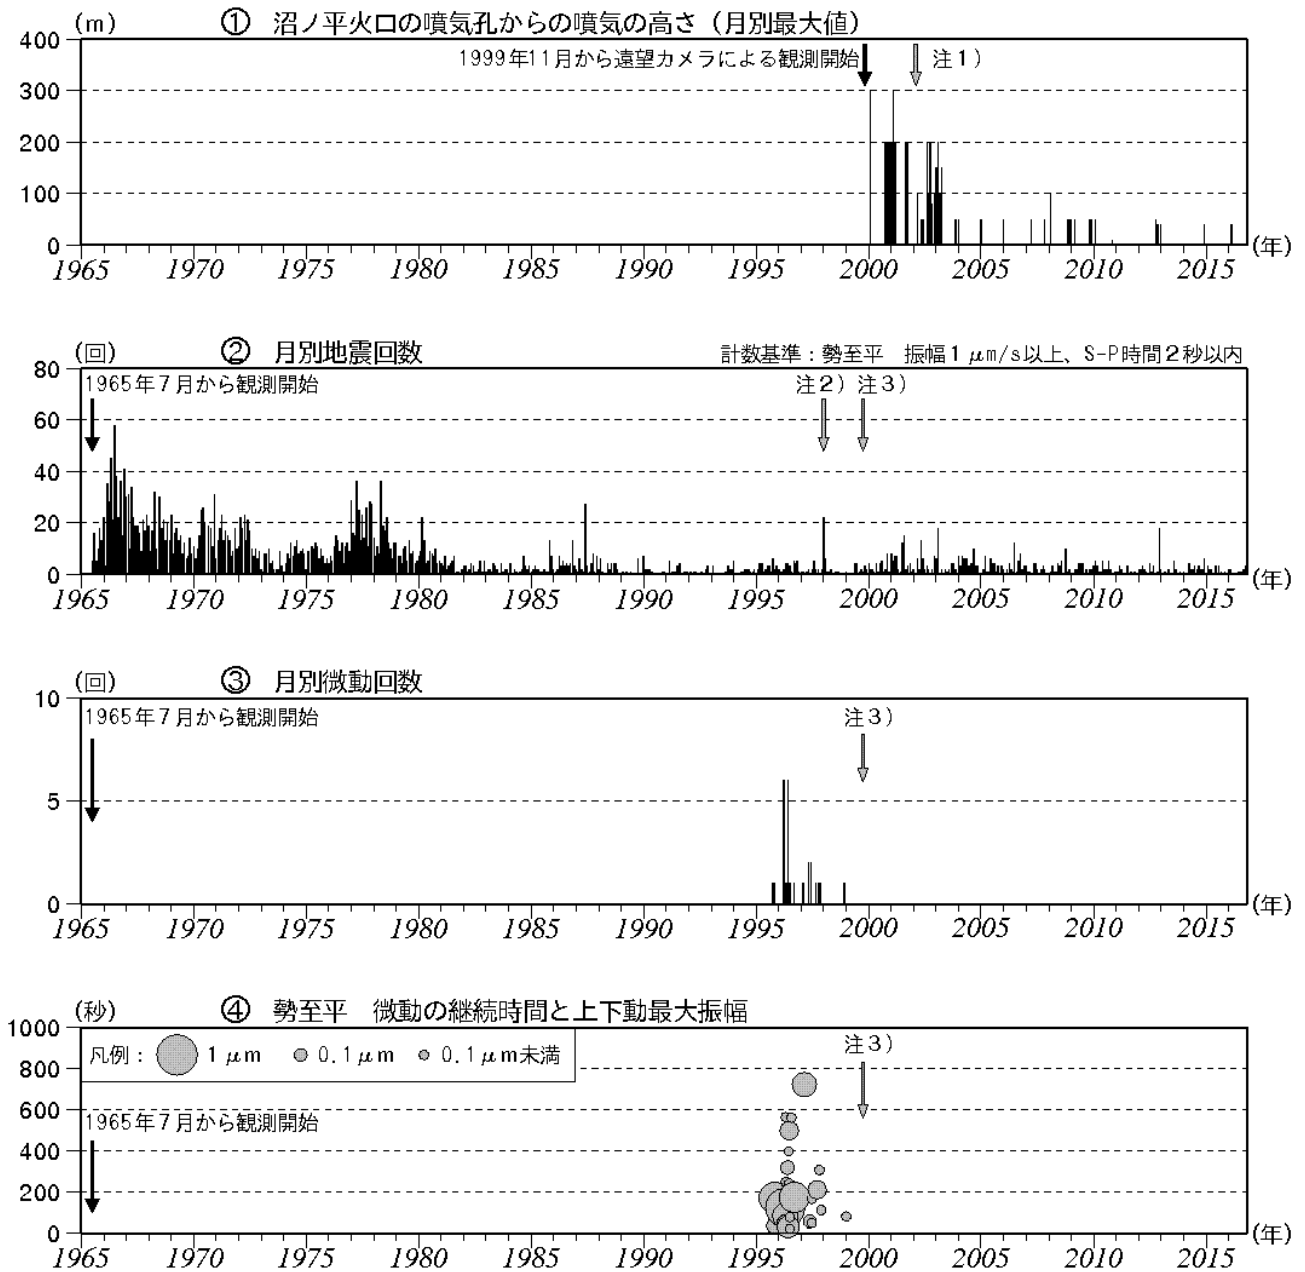 (m) ① 沼ノ平火口の噴気孔からの噴気の高さ（月別最大値）
400
1999年11月から遠望カメラによる観測開始 注1）
300
200
100
0
1965 1970 1975 1980 1985 1990 1995 2000 2005 2010 2015 (年)
(回) ② 月別地震回数 計数基準：勢至平 振幅1μm/s以上、S-P時間2秒以内
80
1965年7月から観測開始 注2） 注3）
60
40
20
0
1965 1970 1975 1980 1985 1990 1995 2000 2005 2010 2015 (年)
(回) ③ 月別微動回数
10
1965年7月から観測開始 注3）
5
0
1965 1970 1975 1980 1985 1990 1995 2000 2005 2010 2015 (年)
(秒) ④ 勢至平 微動の継続時間と上下動最大振幅
1000
凡例： 1μm 0.1μm 0.1μm未満 注3）
800
600
1965年7月から観測開始
400
200
0
1965 1970 1975 1980 1985 1990 1995 2000 2005 2010 2015 (年)